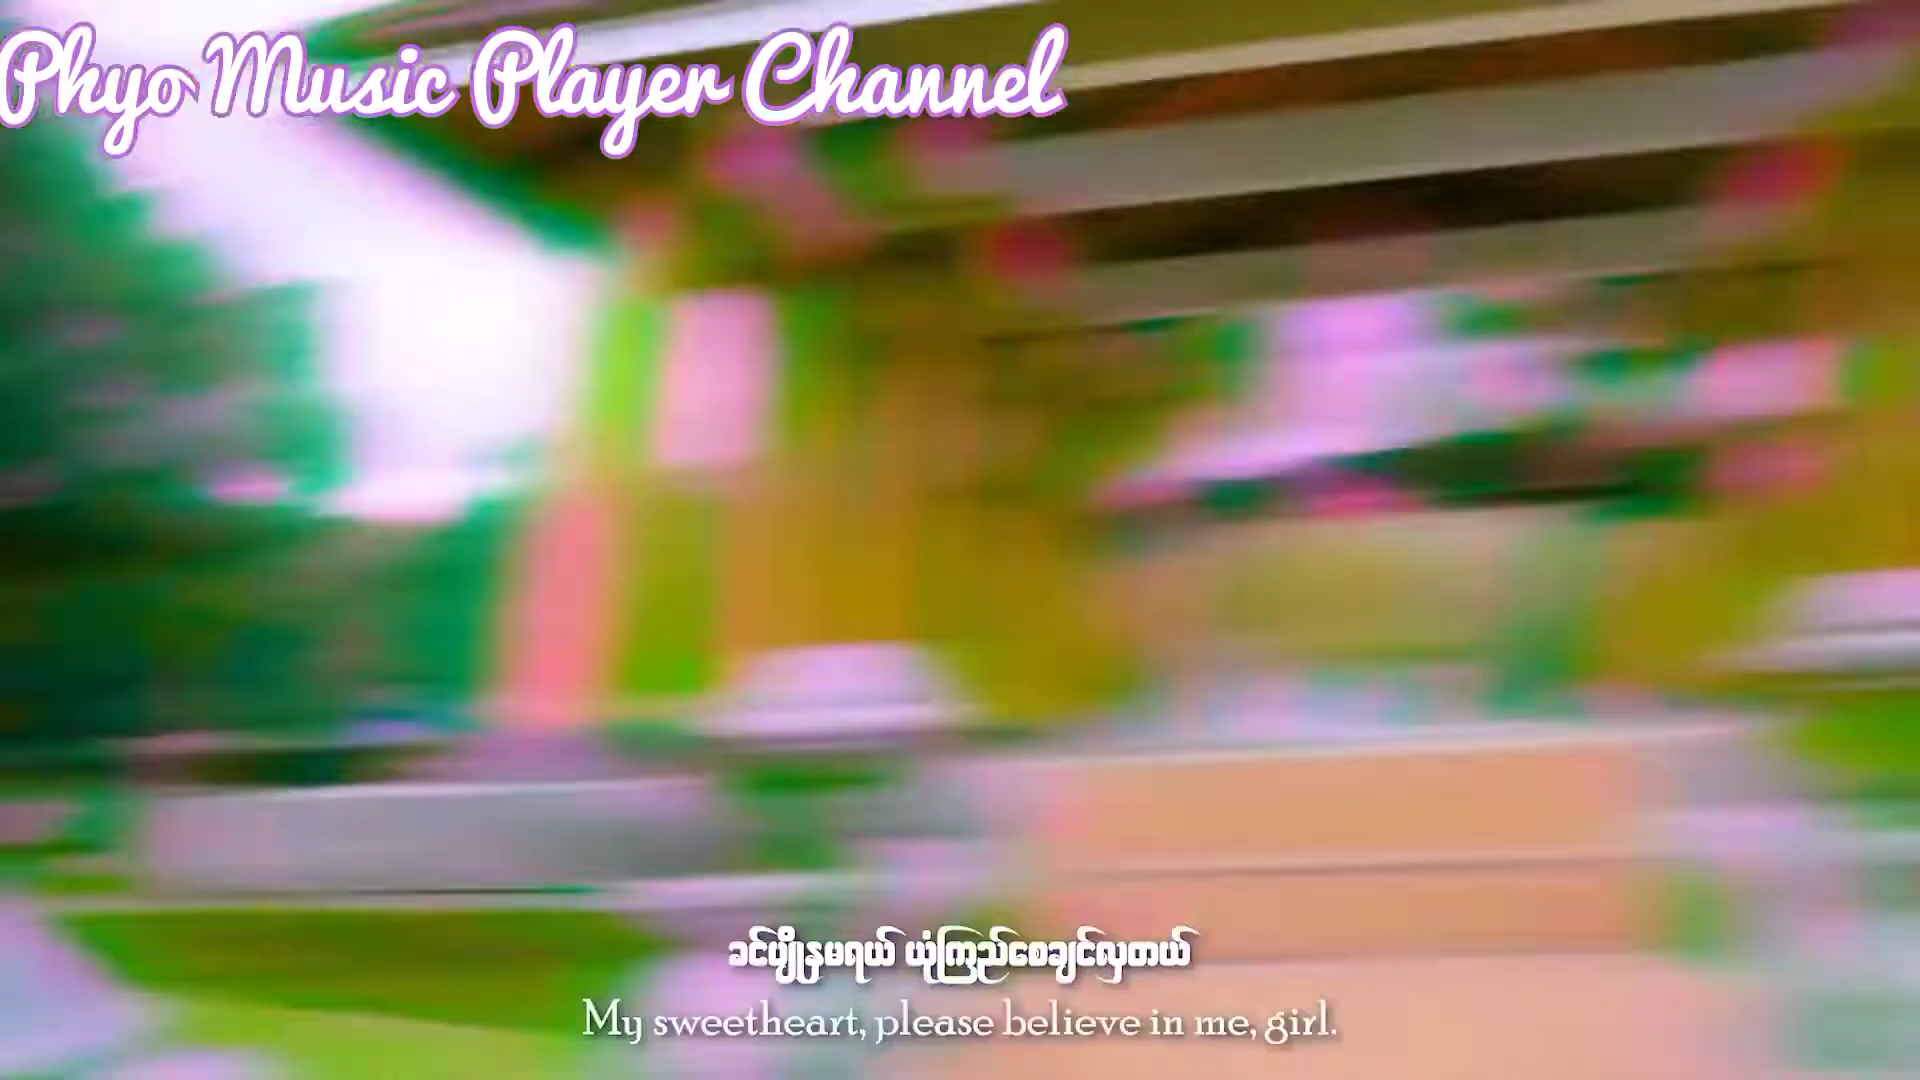 Phyo Music Player Channel
ခင်ပျိုနှမရယ် ယုံကြည်စေချင်လှတယ်
My sweetheart, please believe in me, girl.